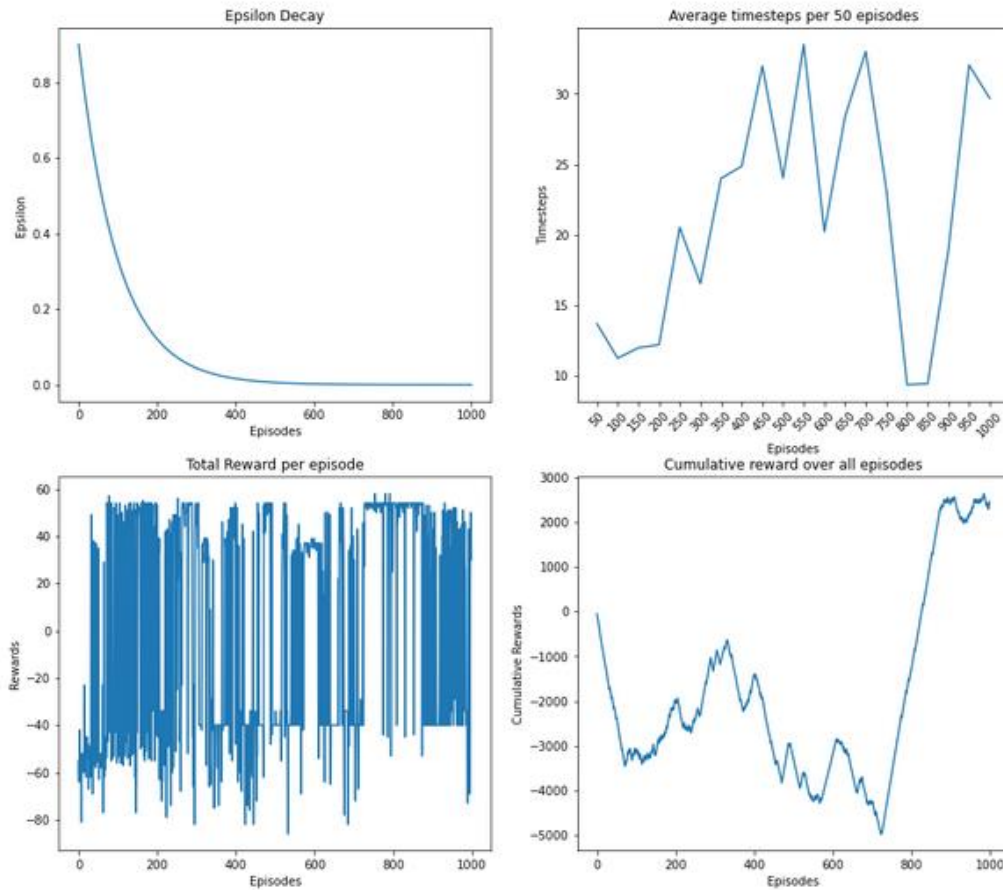 Epsilon Decay
0.8
0.6
0.4
0.2
0.0
Epsilon
0 200 400 600 800 1000
Episodes
Average timesteps per 50 episodes
30
25
20
15
10
Timesteps
50 100 150 200 250 300 350 400 450 500 550 600 650 700 750 800 850 900 950 1000
Episodes
Total Reward per episode
60
40
20
0
−20
−40
−60
−80
Rewards
0 200 400 600 800 1000
Episodes
Cumulative reward over all episodes
3000
2000
1000
0
−1000
−2000
−3000
−4000
−5000
Cumulative Rewards
0 200 400 600 800 1000
Episodes